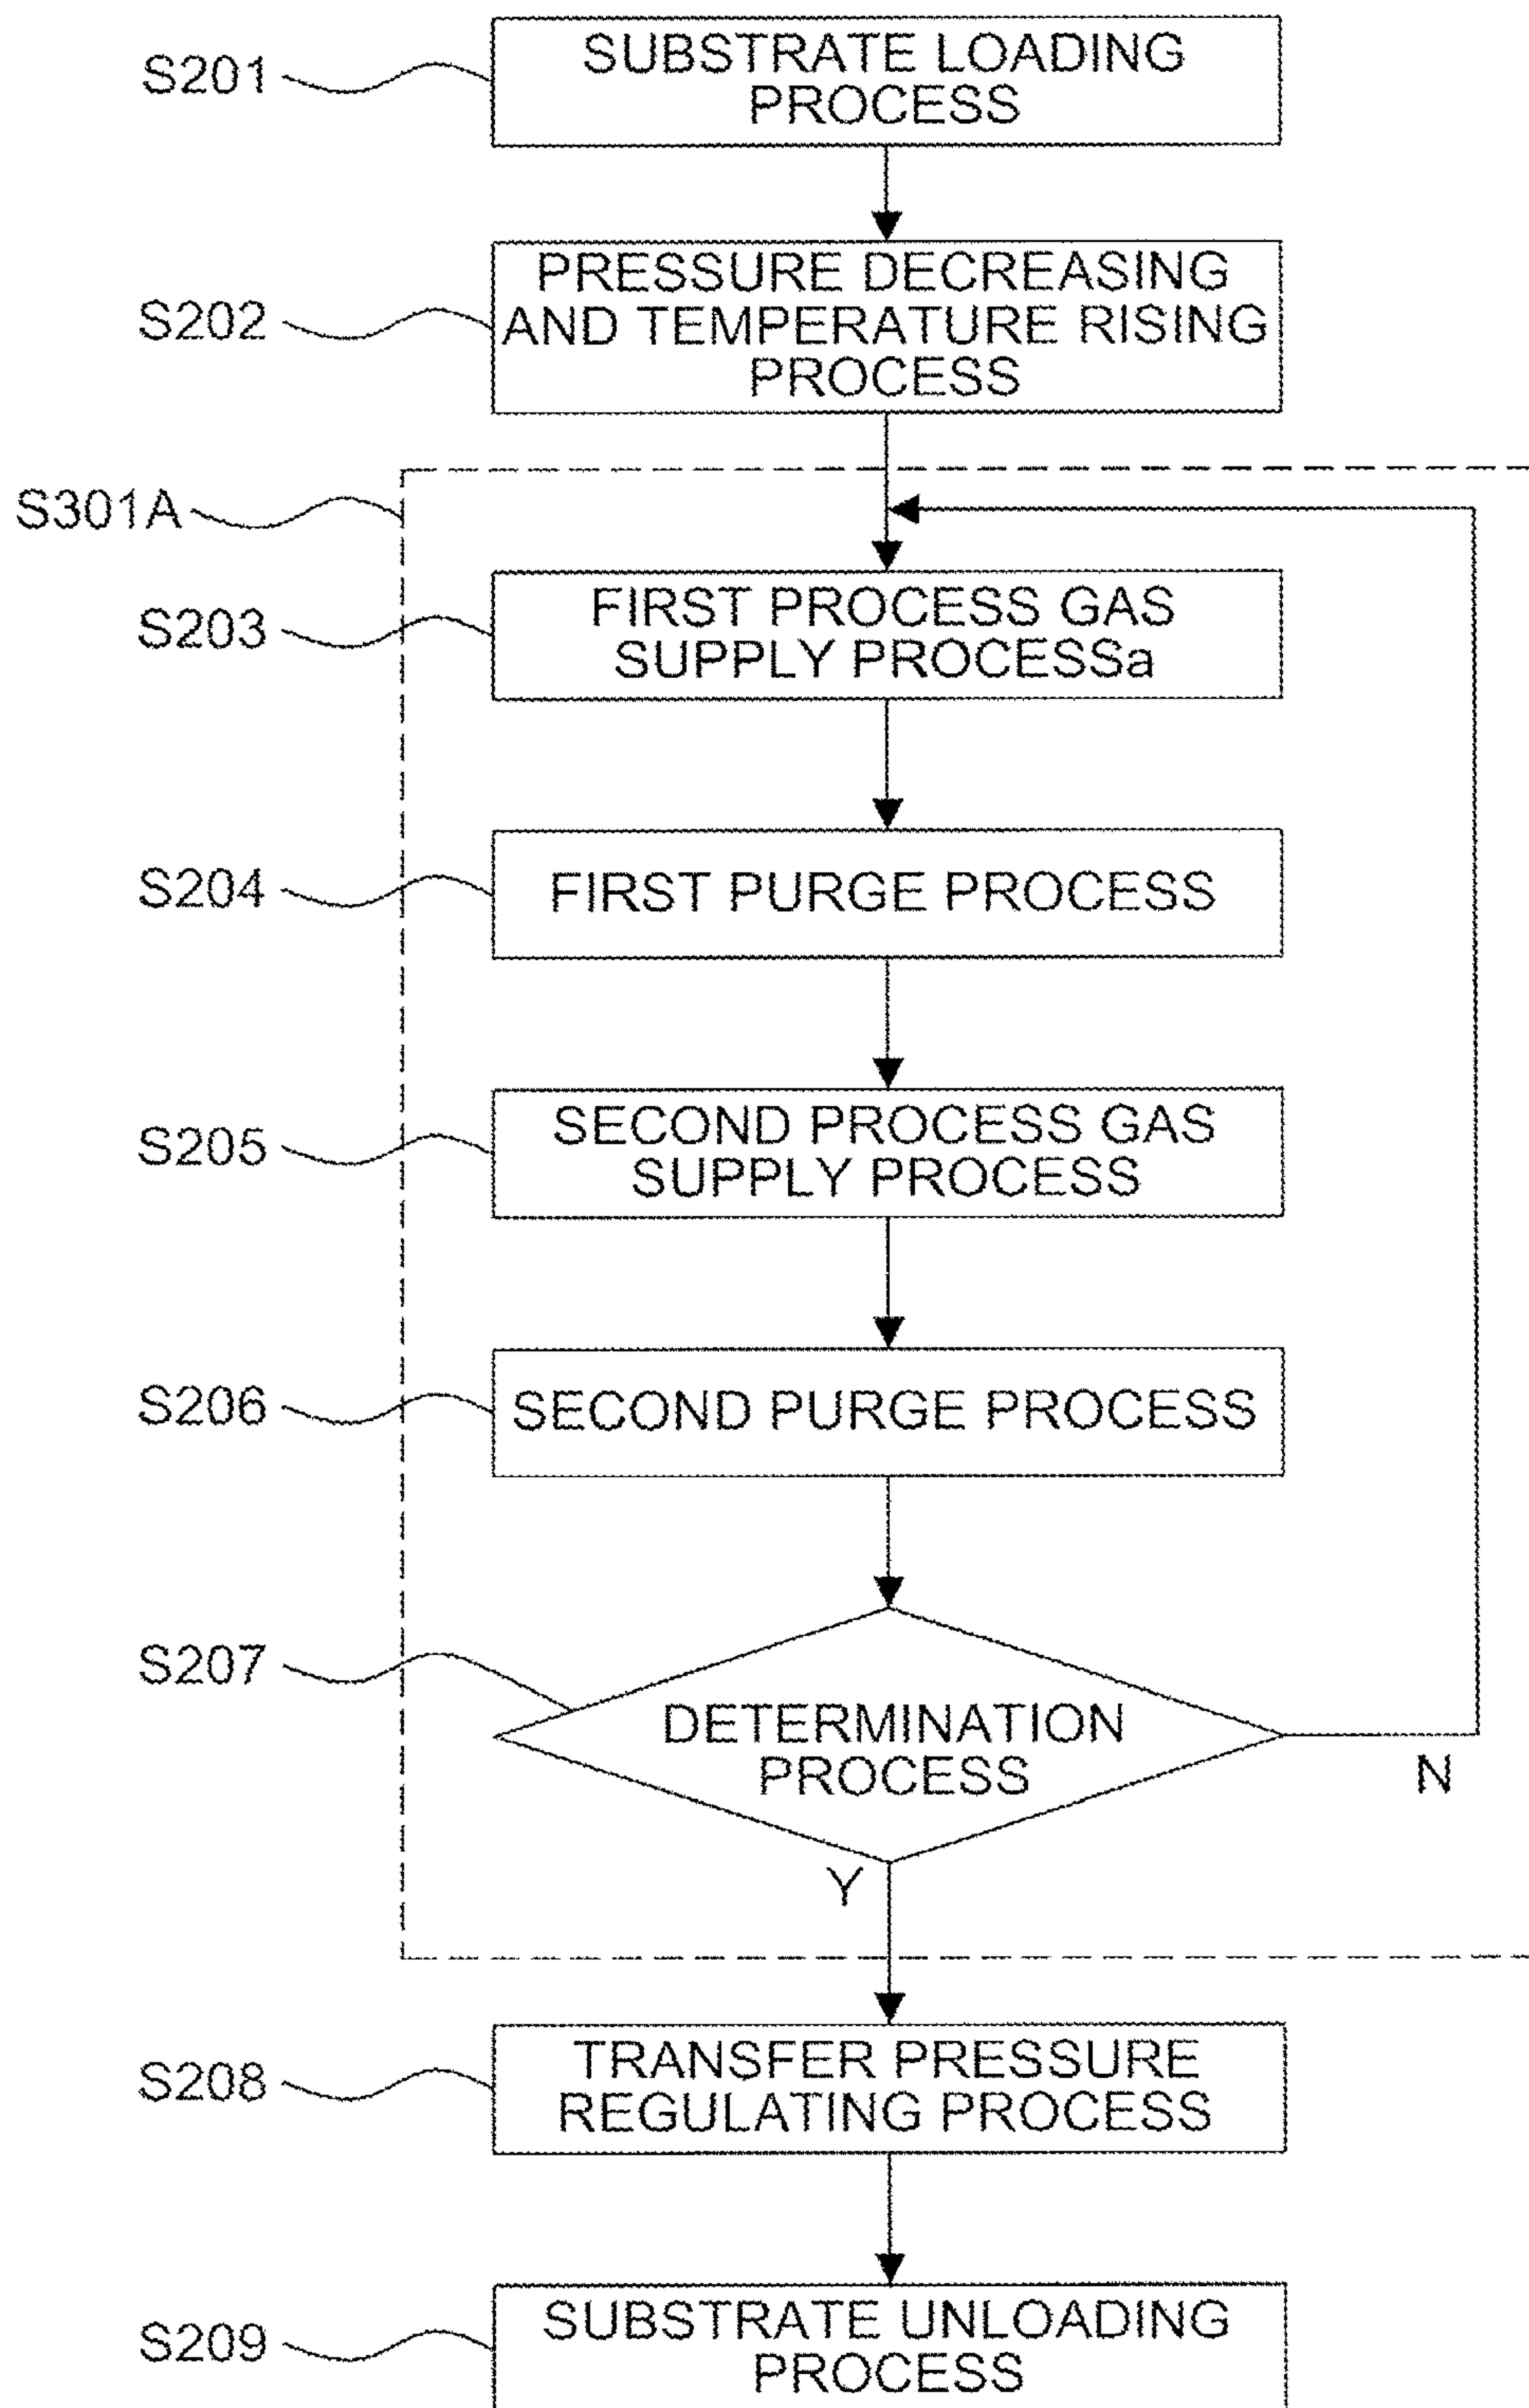 S201
SUBSTRATE LOADING
PROCESS
S202
PRESSURE DECREASING
AND TEMPERATURE RISING
PROCESS
S301A
S203
FIRST PROCESS GAS
SUPPLY PROCESSa
S204
FIRST PURGE PROCESS
S205
SECOND PROCESS GAS
SUPPLY PROCESS
S206
SECOND PURGE PROCESS
S207
DETERMINATION
PROCESS
N
Y
S208
TRANSFER PRESSURE
REGULATING PROCESS
S209
SUBSTRATE UNLOADING
PROCESS